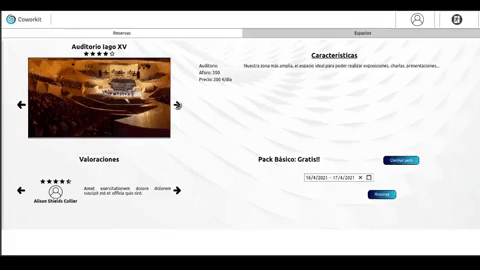 Coworkit
Reservas
Espacios
Auditorio Iago XV
Características
Auditorio
Aforo: 350
Precio: 200 €/día
Nuestra zona más amplia, el espacio ideal para poder realizar exposiciones, charlas, presentaciones...
Valoraciones
Pack Básico: Gratis!!
Cambiar pack
16/4/2021 - 17/4/2021
Reserva
Amet exercitationem dolore dolorem
suscipit est et officia quis sint.
Alison Shields Collier